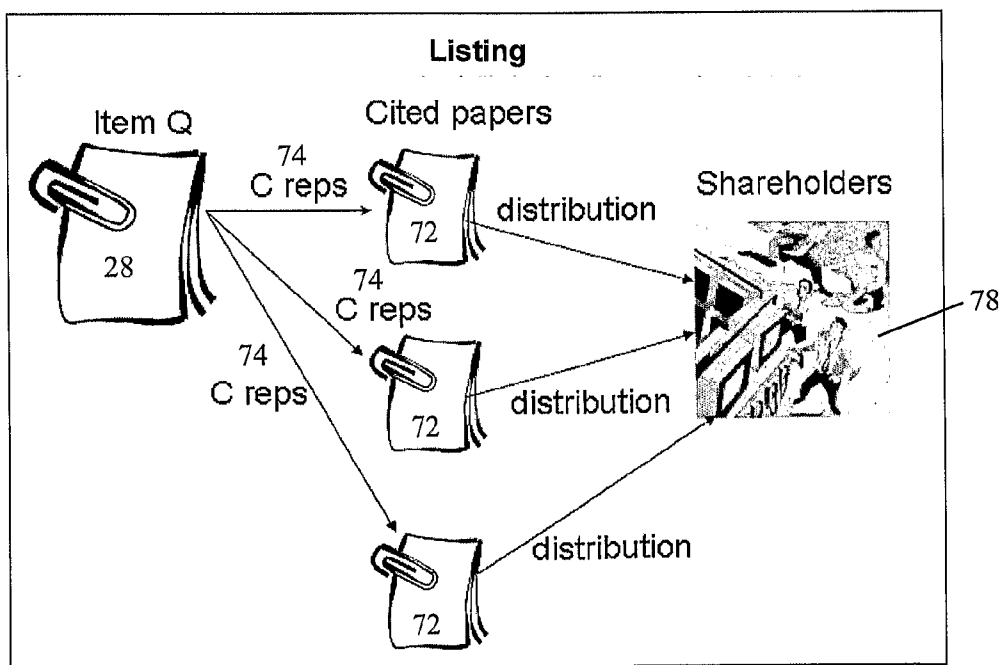 Listing
Item Q
28
74
C reps
Cited papers
72
distribution
Shareholders
78
74
C reps
72
distribution
74
C reps
72
distribution